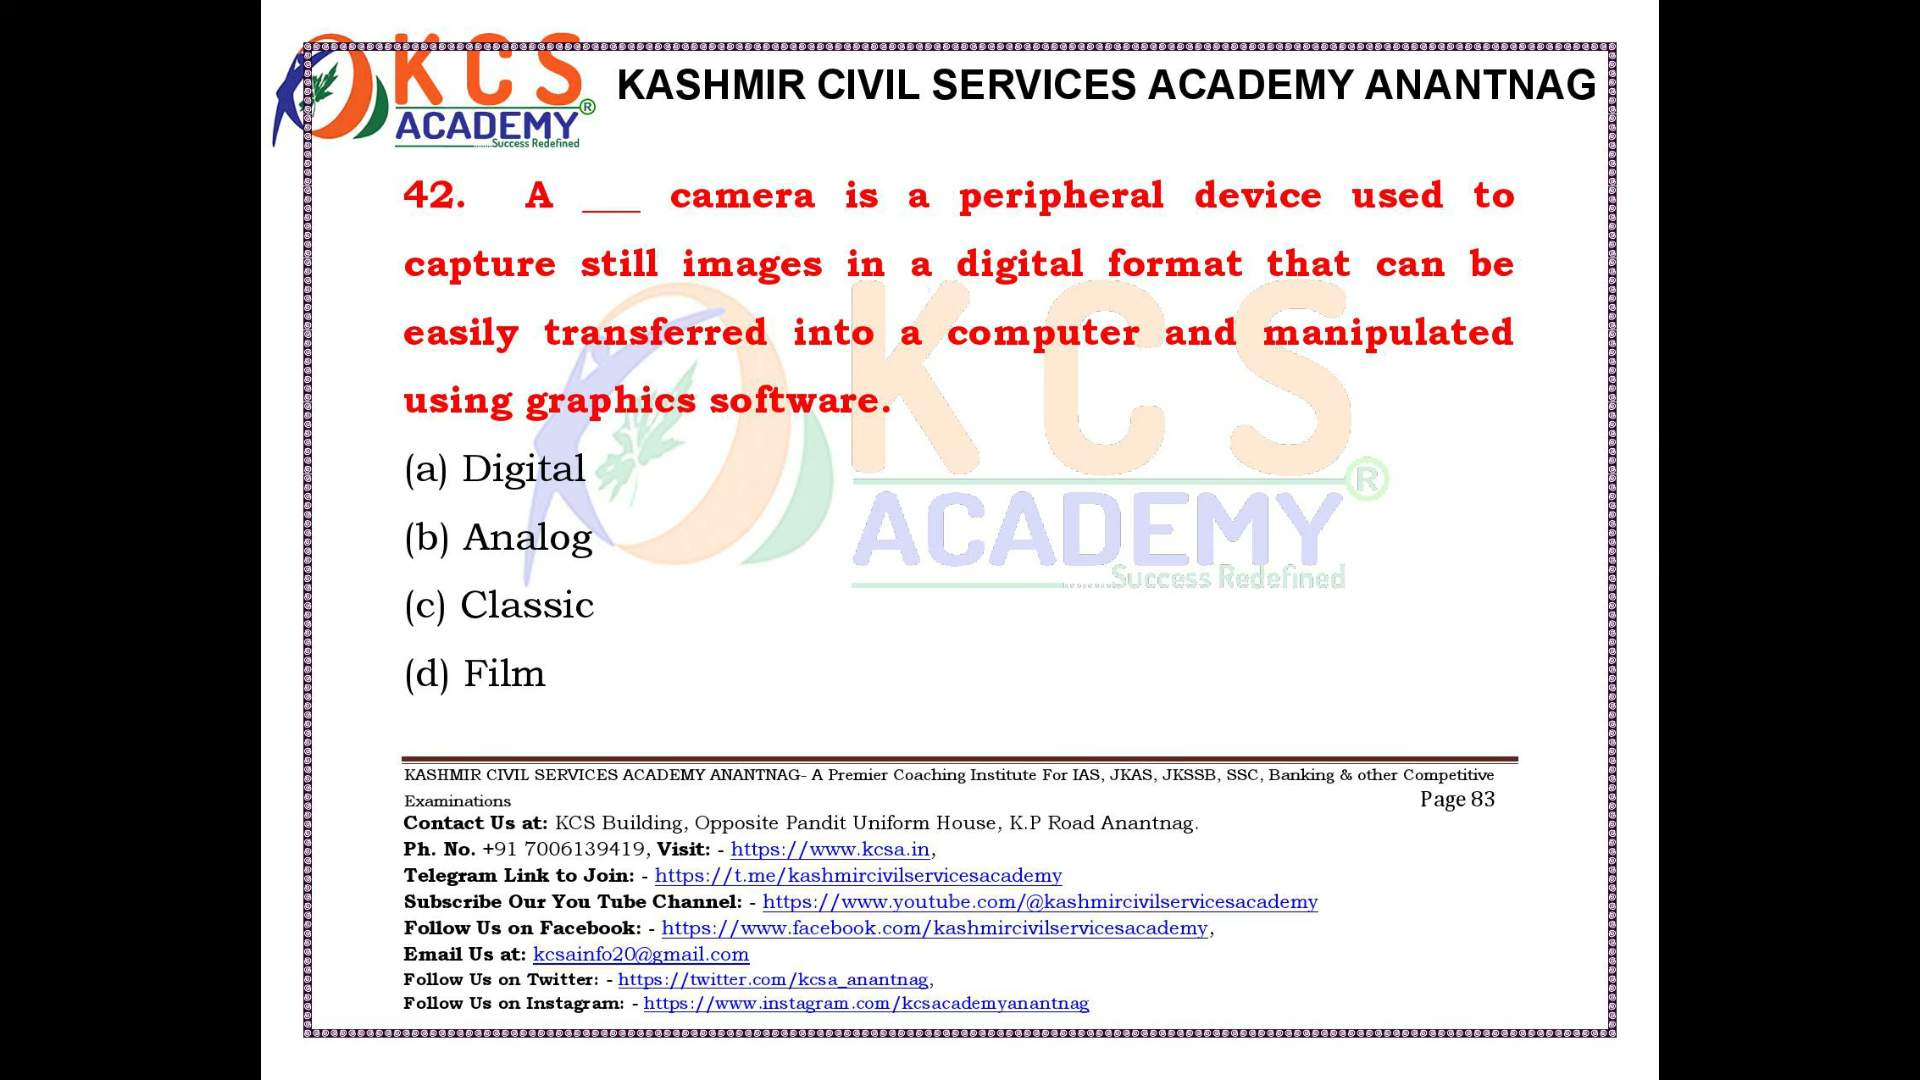 KCS
ACADEMY®
........Success Redefined
KASHMIR CIVIL SERVICES ACADEMY ANANTNAG
42. A ___ camera is a peripheral device used to
capture still images in a digital format that can be
easily transferred into a computer and manipulated
using graphics software.
(a) Digital
(b) Analog
(c) Classic
(d) Film
KCS
ACADEMY®
........Success Redefined
KASHMIR CIVIL SERVICES ACADEMY ANANTNAG- A Premier Coaching Institute For IAS, JKAS, JKSSB, SSC, Banking & other Competitive
Examinations Page 83
Contact Us at: KCS Building, Opposite Pandit Uniform House, K.P Road Anantnag.
Ph. No. +91 7006139419, Visit: - https://www.kcsa.in,
Telegram Link to Join: - https://t.me/kashmircivilservicesacademy
Subscribe Our You Tube Channel: - https://www.youtube.com/@kashmircivilservicesacademy
Follow Us on Facebook: - https://www.facebook.com/kashmircivilservicesacademy,
Email Us at: kcsainfo20@gmail.com
Follow Us on Twitter: - https://twitter.com/kcsa_anantnag,
Follow Us on Instagram: - https://www.instagram.com/kcsacademyanantnag